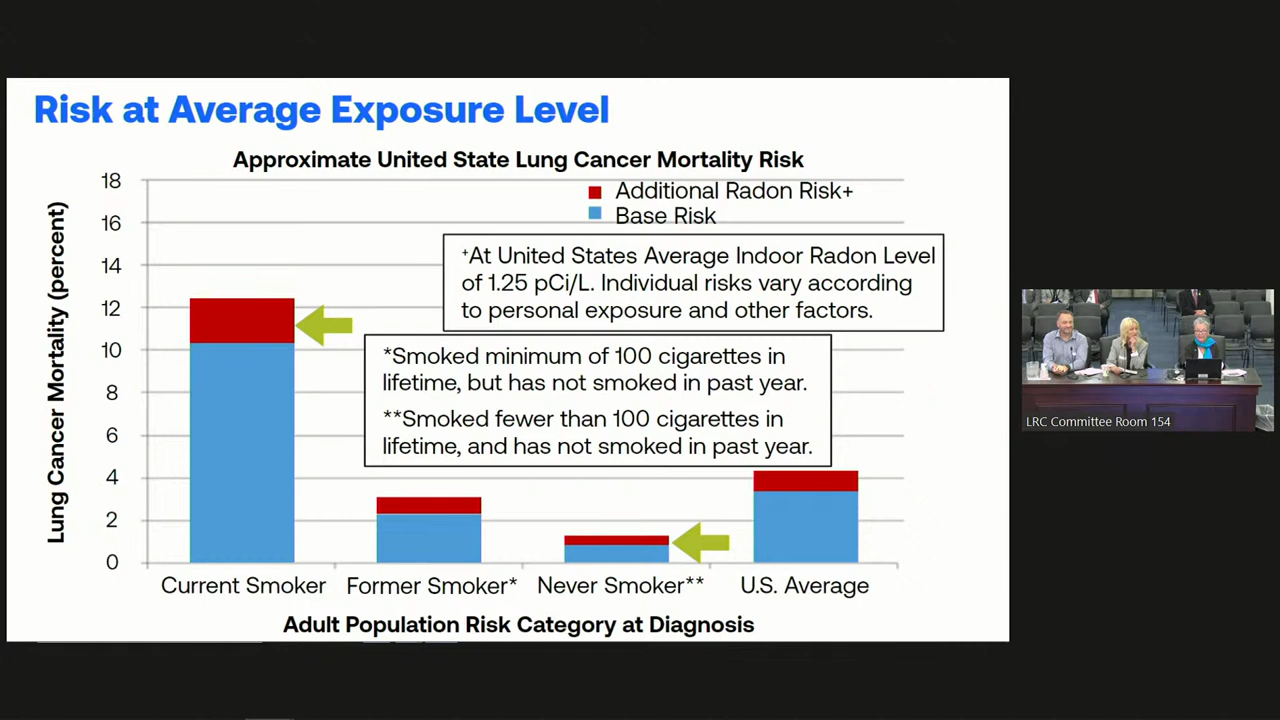 Risk at Average Exposure Level
Approximate United State Lung Cancer Mortality Risk
Lung Cancer Mortality (percent)
18
16
14
12
10
8
6
4
2
0
Additional Radon Risk+
Base Risk
+At United States Average Indoor Radon Level
of 1.25 pCi/L. Individual risks vary according
to personal exposure and other factors.
*Smoked minimum of 100 cigarettes in
lifetime, but has not smoked in past year.
**Smoked fewer than 100 cigarettes in
lifetime, and has not smoked in past year.
Current Smoker
Former Smoker*
Never Smoker**
U.S. Average
Adult Population Risk Category at Diagnosis
LRC Committee Room 154